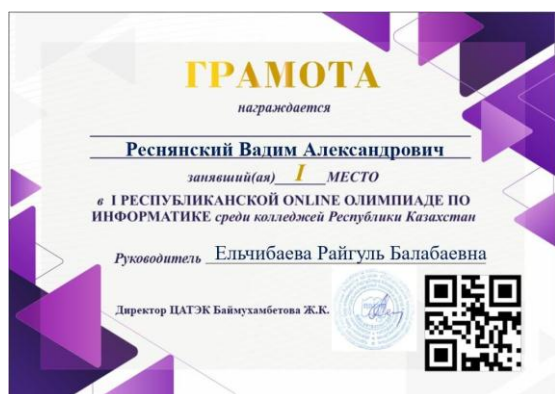 ГРАМОТА
награждается
Реснянский Вадим Александрович
занявший(ая) I МЕСТО
в I РЕСПУБЛИКАНСКОЙ ONLINE ОЛИМПИАДЕ ПО
ИНФОРМАТИКЕ среди колледжей Республики Казахстан
Руководитель Ельчибаева Райгуль Балабаевна
Директор ЦАТЭК Баймухамбетова Ж.К.